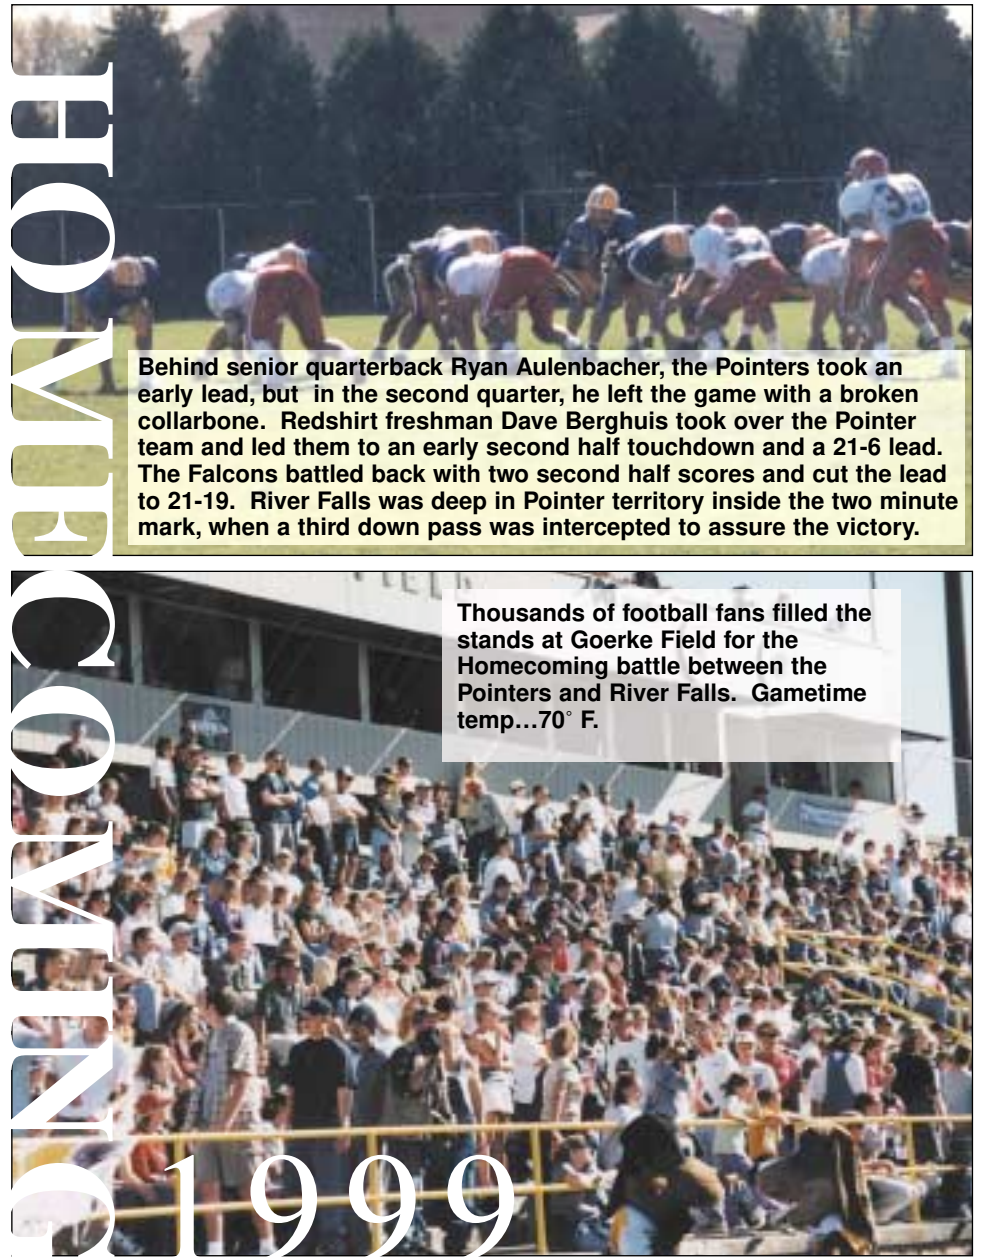 HOMECOMING
Behind senior quarterback Ryan Aulenbacher, the Pointers took an
early lead, but in the second quarter, he left the game with a broken
collarbone. Redshirt freshman Dave Berghuis took over the Pointer
team and led them to an early second half touchdown and a 21-6 lead.
The Falcons battled back with two second half scores and cut the lead
to 21-19. River Falls was deep in Pointer territory inside the two minute
mark, when a third down pass was intercepted to assure the victory.
Thousands of football fans filled the
stands at Goerke Field for the
Homecoming battle between the
Pointers and River Falls. Gametime
temp...70° F.
1999